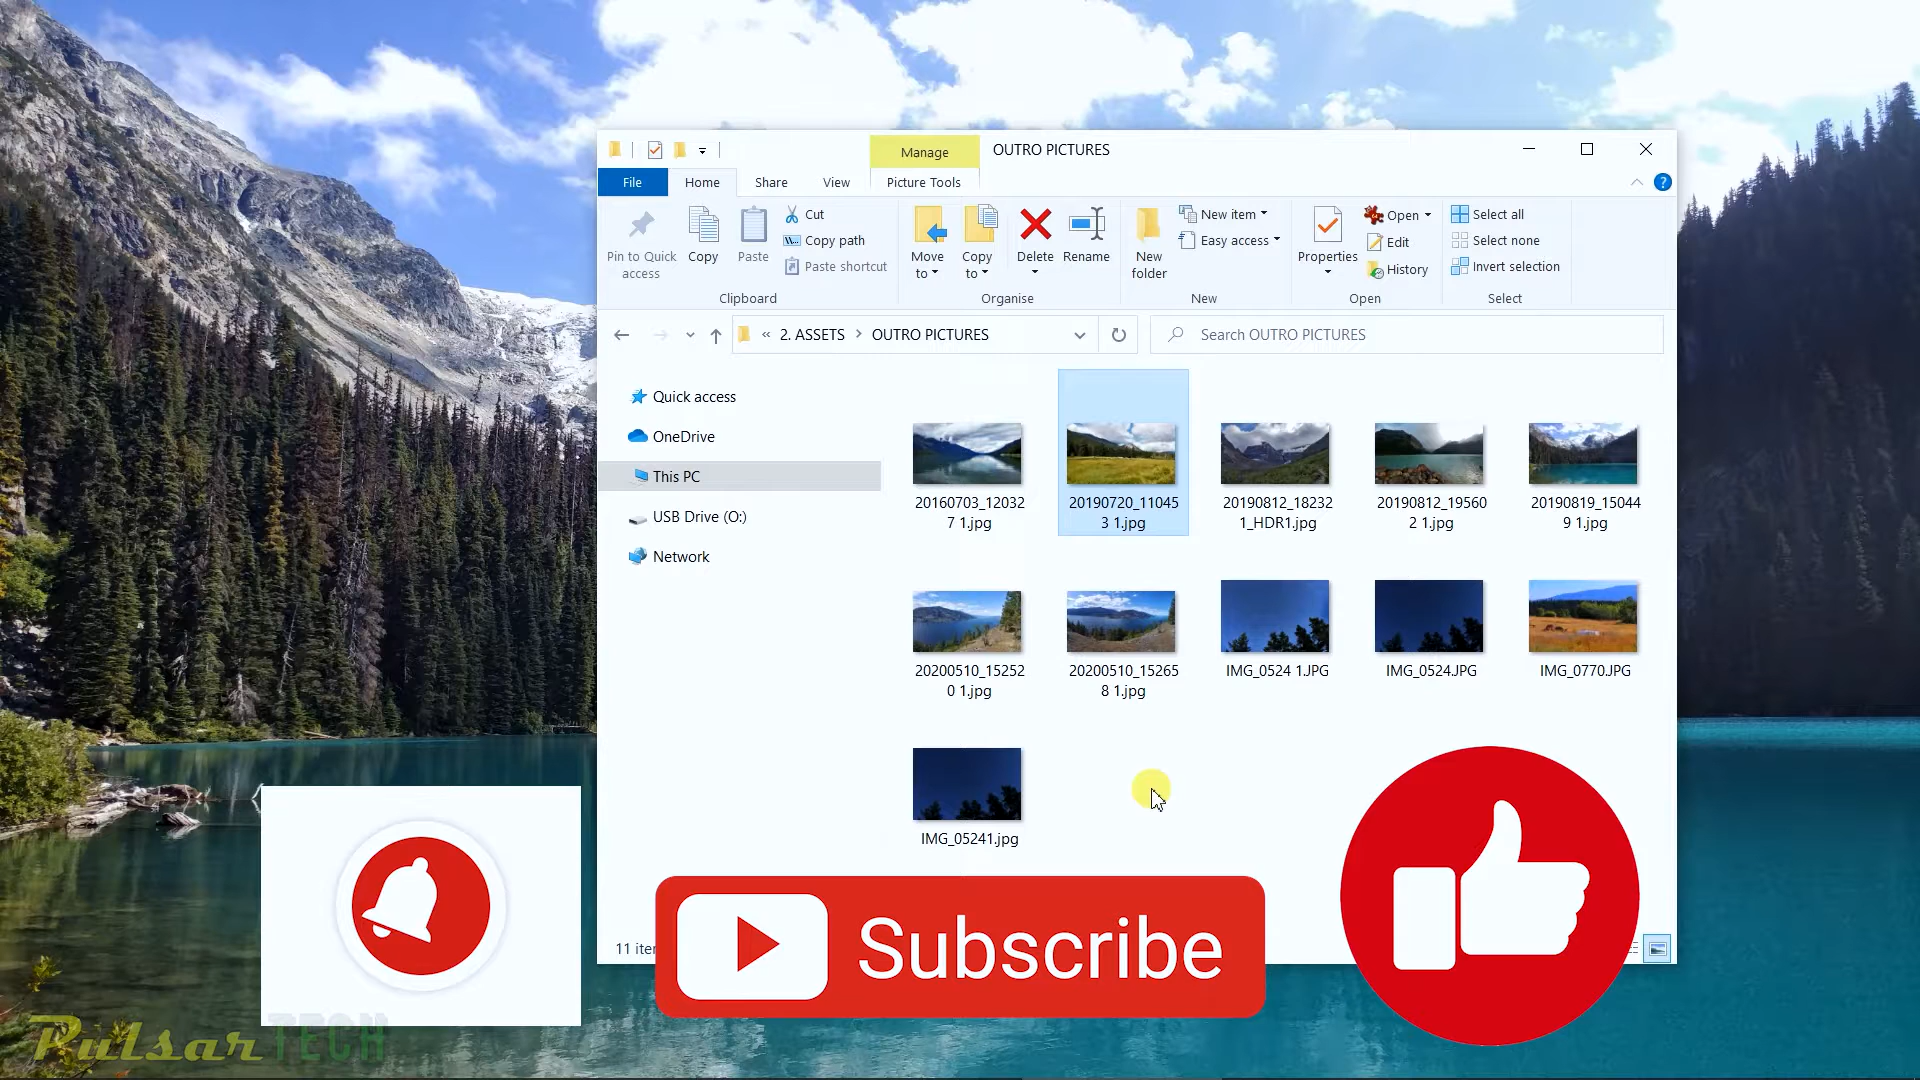 Manage
OUTRO PICTURES
File
Home
Share
View
Picture Tools
Pin to Quick
access
Copy
Paste
Cut
Copy path
Paste shortcut
Clipboard
Move
to
Copy
to
Delete
Rename
Organise
New
folder
New item
Easy access
New
Properties
Open
Edit
History
Open
Select all
Select none
Invert selection
Select
« 2. ASSETS > OUTRO PICTURES
Search OUTRO PICTURES
Quick access
OneDrive
This PC
USB Drive (O:)
Network
20160703_12032
7 1.jpg
20190720_11045
3 1.jpg
20190812_18232
1_HDR1.jpg
20190812_19560
2 1.jpg
20190819_15044
9 1.jpg
20200510_15252
0 1.jpg
20200510_15265
8 1.jpg
IMG_0524 1.JPG
IMG_0524.JPG
IMG_0770.JPG
IMG_05241.jpg
11
Subscribe
PulsarTECH